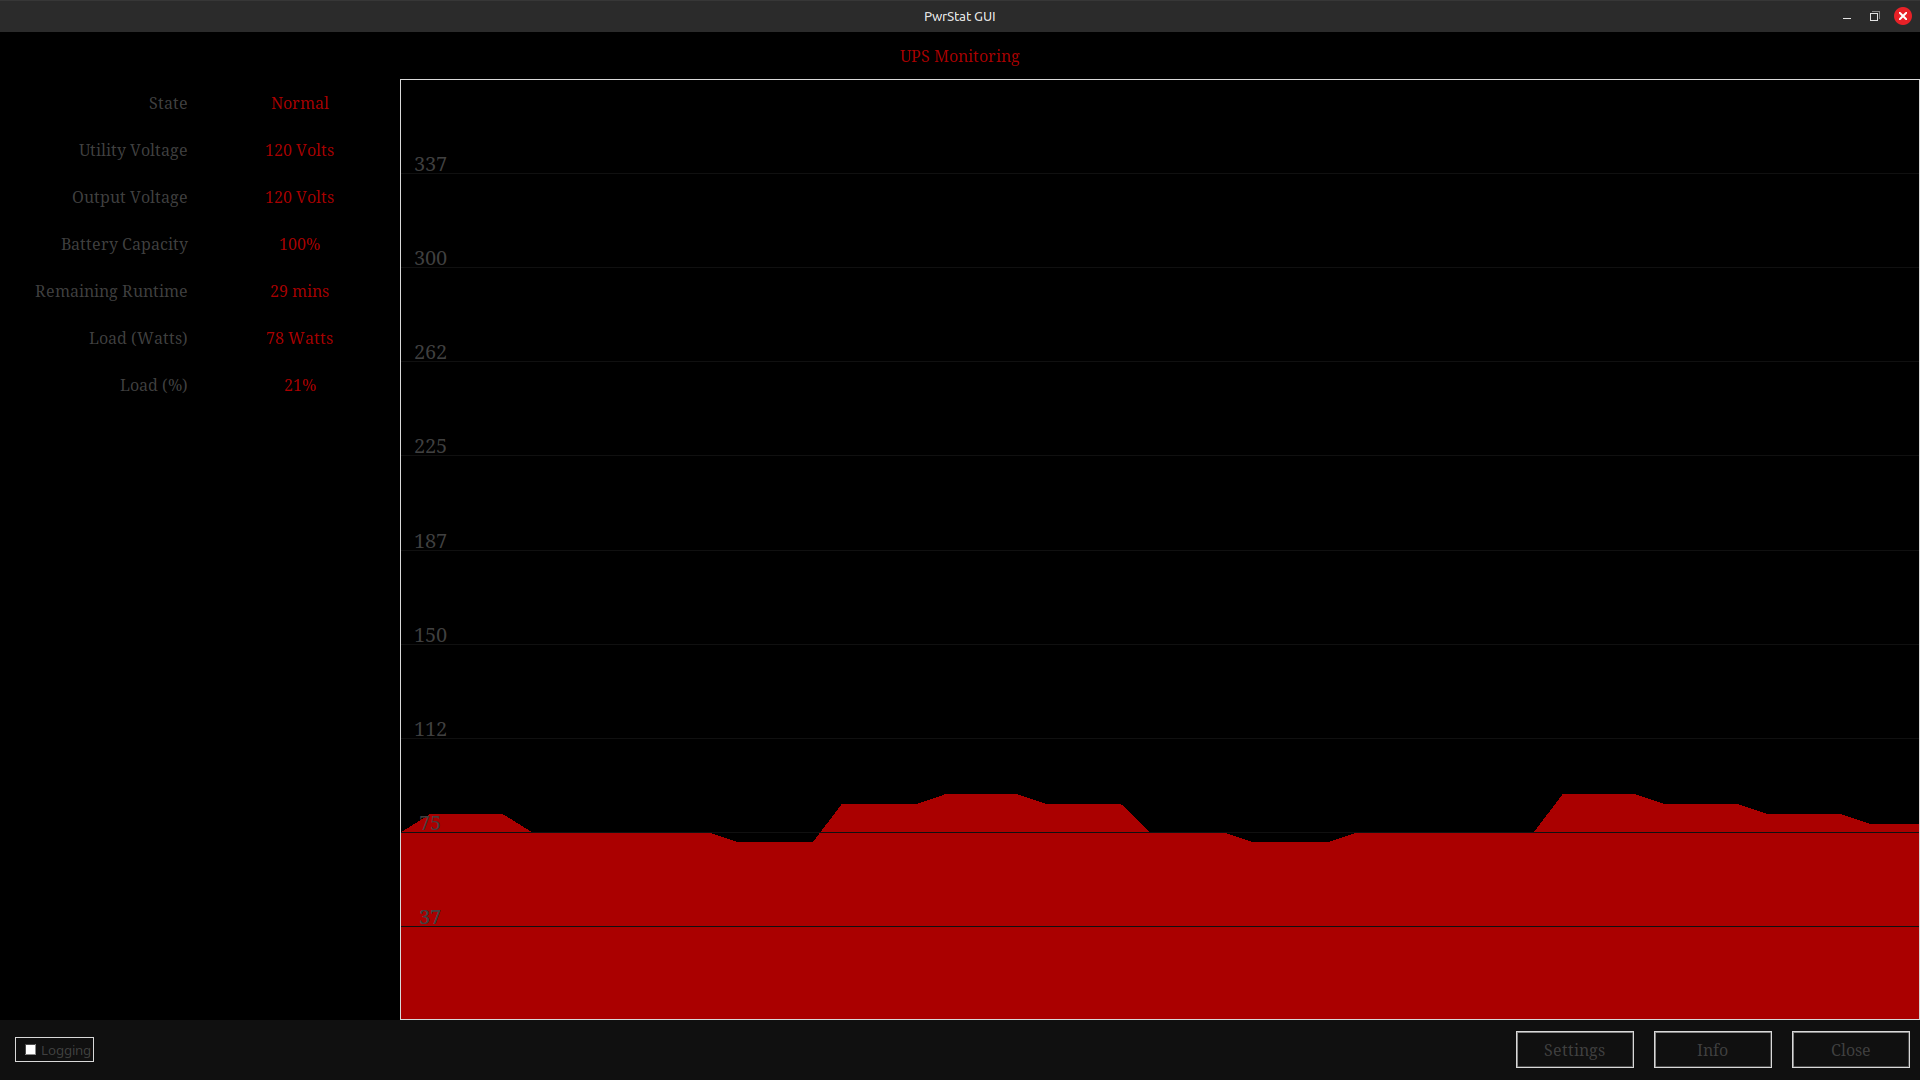 PwrStat GUI
UPS Monitoring
State Normal
Utility Voltage 120 Volts
Output Voltage 120 Volts
Battery Capacity 100%
Remaining Runtime 29 mins
Load (Watts) 78 Watts
Load (%) 21%
337
300
262
225
187
150
112
75
37
Logging
Settings Info Close